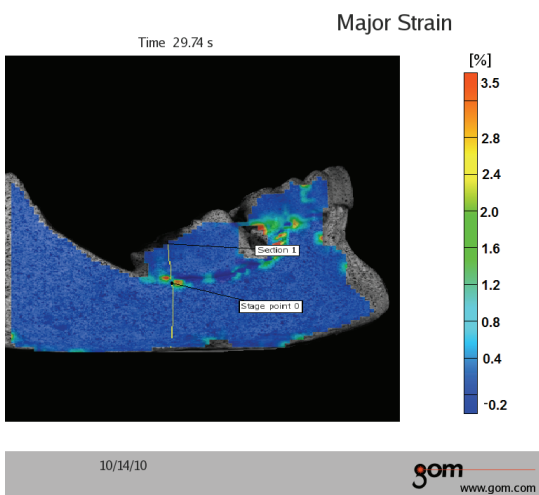 Major Strain
Time 29.74 s
[%]
3.5
2.8
2.4
2.0
1.6
1.2
0.8
0.4
-0.2
Section 1
Stage point 0
10/14/10
gom
www.gom.com